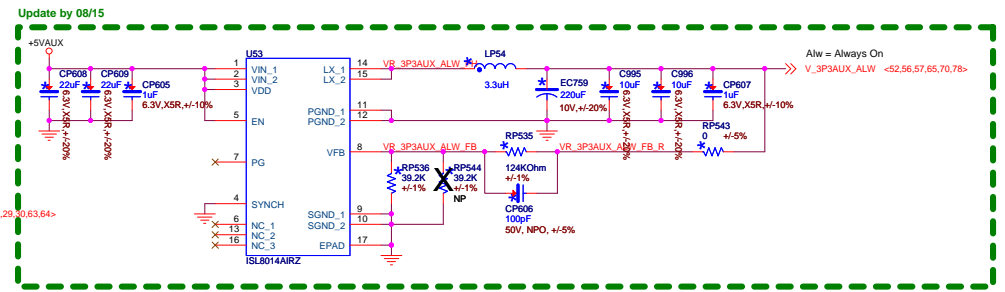 Update by 08/15
+5VAUX
CP608
22uF
6.3V,X5R,+/-20%
CP609
22uF
6.3V,X5R,+/-20%
CP605
1uF
6.3V,X5R,+/-10%
U53
1 VIN_1
2 VIN_2
3 VDD
5 EN
7 PG
4 SYNCH
6 NC_1
13 NC_2
16 NC_3
LX_1 14
LX_2 15
PGND_1 11
PGND_2 12
VFB 8
SGND_1 9
SGND_2 10
EPAD 17
ISL8014AIRZ
VR_3P3AUX_ALW
LP54
3.3uH
EC759
220uF
10V,+/-20%
C995
10uF
6.3V,X5R,+/-20%
C996
10uF
6.3V,X5R,+/-20%
CP607
1uF
6.3V,X5R,+/-10%
Alw = Always On
V_3P3AUX_ALW <52,56,57,65,70,78>
VR_3P3AUX_ALW_FB
RP536
39.2K
+/-1%
RP544
39.2K
+/-1%
NP
RP535
124KOhm
+/-1%
CP606
100pF
50V, NPO, +/-5%
VR_3P3AUX_ALW_FB_R
RP543
0 +/-5%
,29,30,63,64>